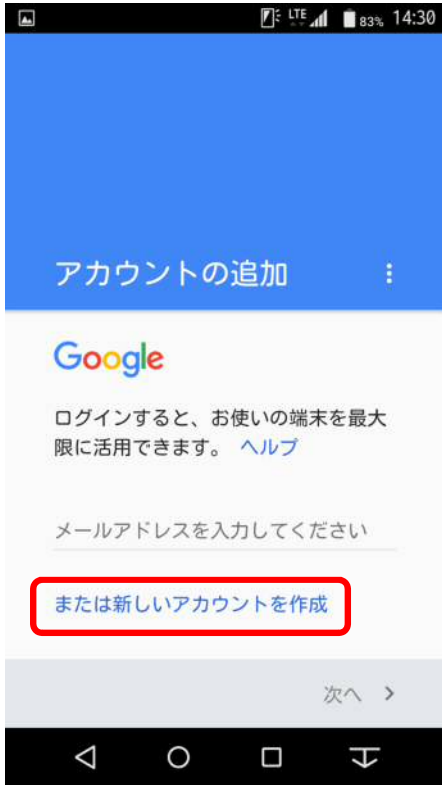 LTE 83% 14:30
アカウントの追加
Google
ログインすると、お使いの端末を最大
限に活用できます。 ヘルプ
メールアドレスを入力してください
または新しいアカウントを作成
次へ